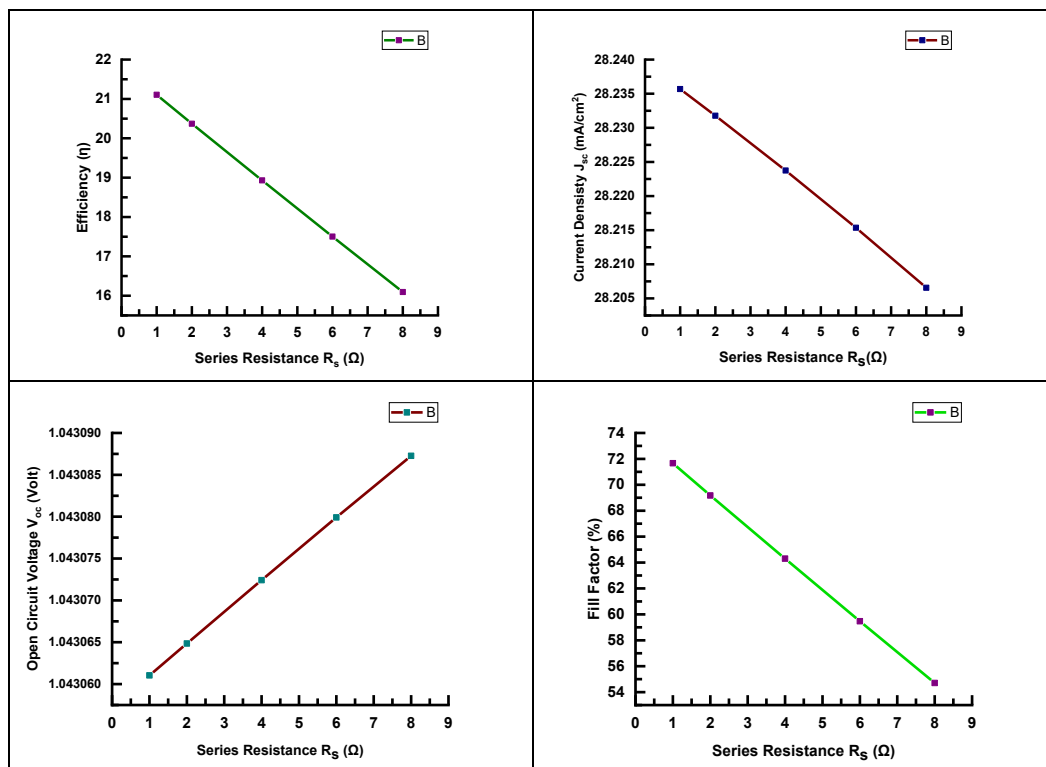 B
22
21
20
19
18
17
16
0 1 2 3 4 5 6 7 8 9
Efficiency (η)
Series Resistance Rs (Ω)
B
28.240
28.235
28.230
28.225
28.220
28.215
28.210
28.205
0 1 2 3 4 5 6 7 8 9
Current Densisty Jsc (mA/cm²)
Series Resistance RS(Ω)
B
1.043090
1.043085
1.043080
1.043075
1.043070
1.043065
1.043060
0 1 2 3 4 5 6 7 8 9
Open Circuit Voltage Voc (Volt)
Series Resistance RS (Ω)
B
74
72
70
68
66
64
62
60
58
56
54
0 1 2 3 4 5 6 7 8 9
Fill Factor (%)
Series Resistance RS (Ω)